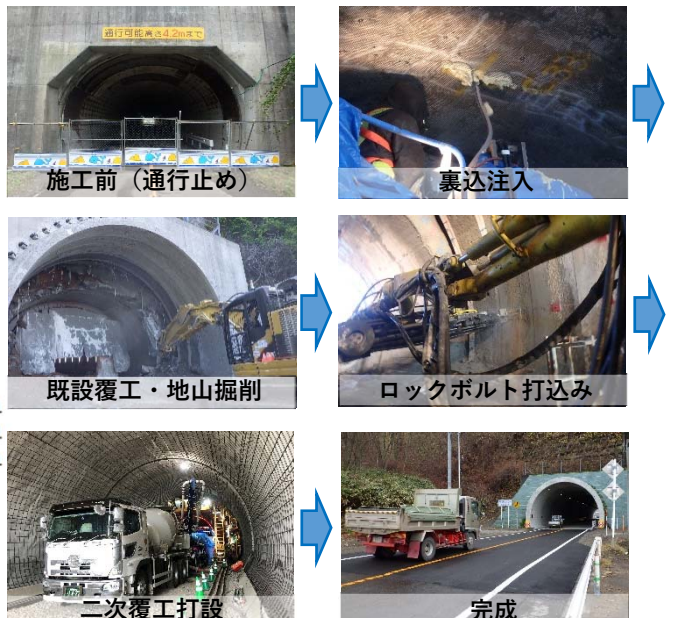 通行可能高さ4.2mまで
施工前（通行止め）
裏込注入
既設覆工・地山掘削
ロックボルト打込み
二次覆工打設
完成